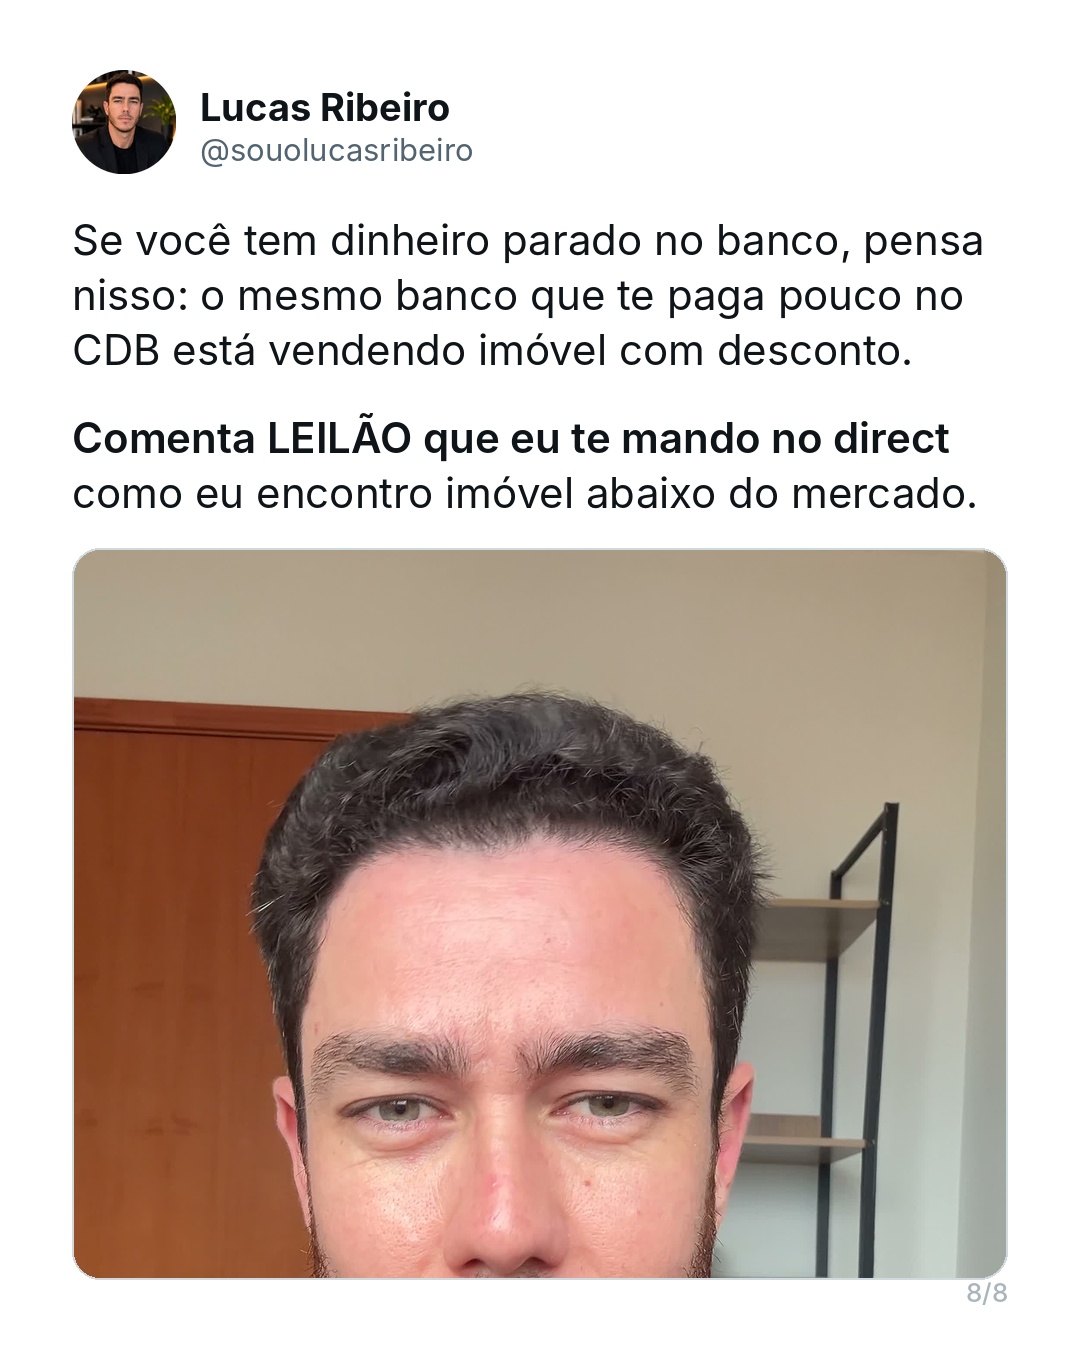 Lucas Ribeiro
@souolucasribeiro
Se você tem dinheiro parado no banco, pensa
nisso: o mesmo banco que te paga pouco no
CDB está vendendo imóvel com desconto.
Comenta LEILÃO que eu te mando no direct
como eu encontro imóvel abaixo do mercado.
8/8